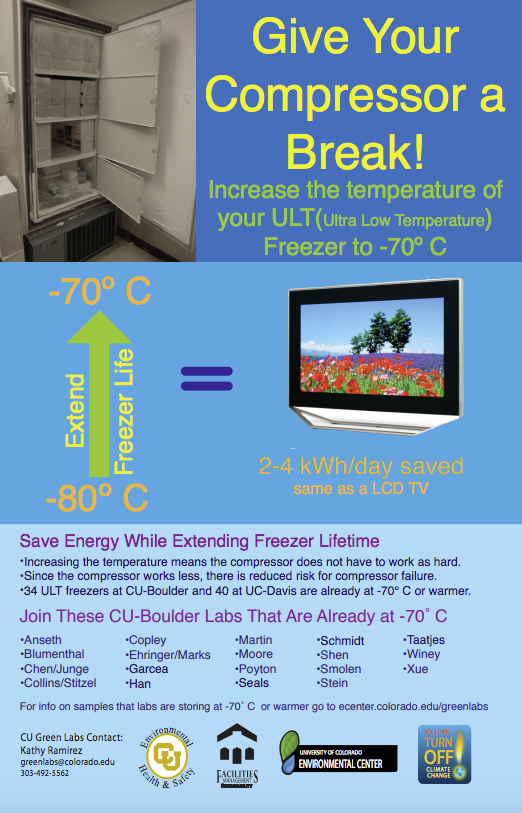 Give Your
Compressor a
Break!
Increase the temperature of
your ULT(Ultra Low Temperature)
Freezer to -70° C
-70º C
Extend
Freezer Life
-80º C
=
2-4 kWh/day saved
same as a LCD TV
Save Energy While Extending Freezer Lifetime
•Increasing the temperature means the compressor does not have to work as hard.
•Since the compressor works less, there is reduced risk for compressor failure.
•34 ULT freezers at CU-Boulder and 40 at UC-Davis are already at -70° C or warmer.
Join These CU-Boulder Labs That Are Already at -70˚ C
•Anseth
•Blumenthal
•Chen/Junge
•Collins/Stitzel
•Copley
•Ehringer/Marks
•Garcea
•Han
•Martin
•Moore
•Poyton
•Seals
•Schmidt
•Shen
•Smolen
•Stein
•Taatjes
•Winey
•Xue
For info on samples that labs are storing at -70˚ C or warmer go to ecenter.colorado.edu/greenlabs
CU Green Labs Contact:
Kathy Ramirez
greenlabs@colorado.edu
303-492-5562
Environmental
CU
Health & Safety
FACILITIES
MANAGEMENT
SUSTAINABILITY
UNIVERSITY OF COLORADO
ENVIRONMENTAL CENTER
YOU CAN
TURN
OFF
CLIMATE
CHANGE